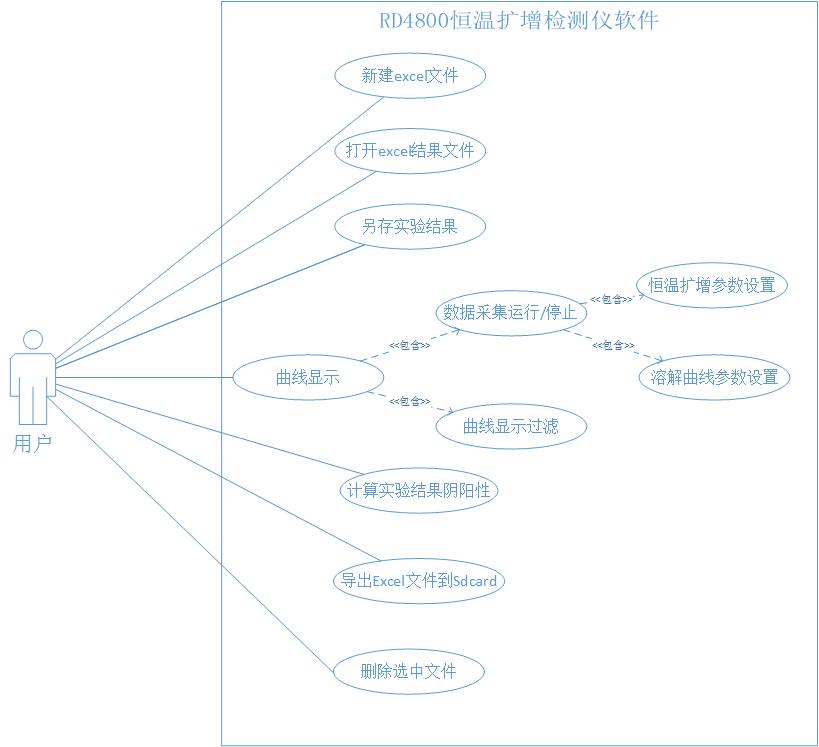 RD4800恒温扩增检测仪软件
新建excel文件
打开excel结果文件
另存实验结果
恒温扩增参数设置
<<包含>>
数据采集运行/停止
<<包含>>
<<包含>>
曲线显示
溶解曲线参数设置
<<包含>>
曲线显示过滤
用户
计算实验结果阴阳性
导出Excel文件到Sdcard
删除选中文件